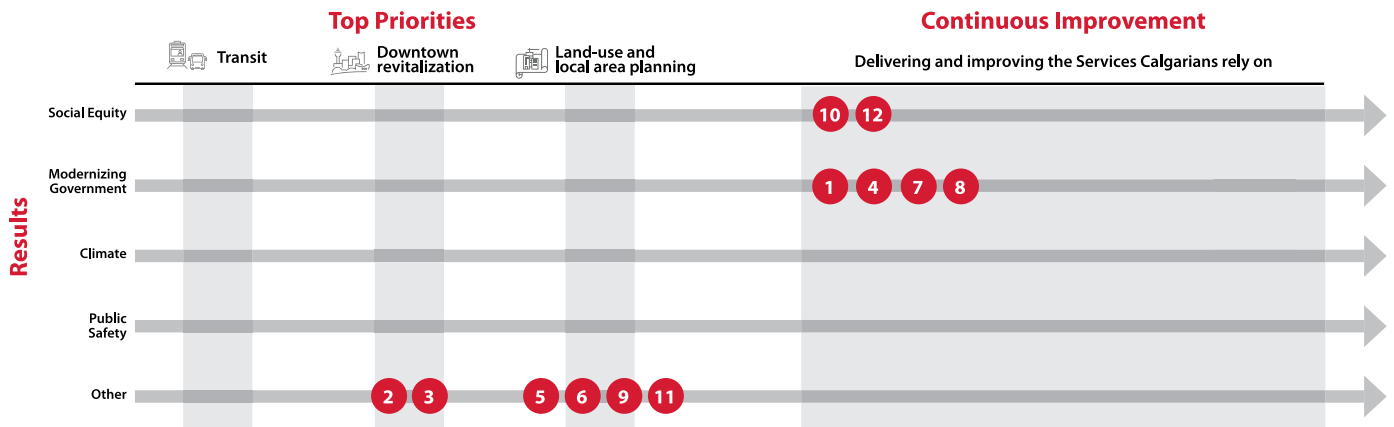 Top Priorities
Continuous Improvement
Transit
Downtown
revitalization
Land-use and
local area planning
Delivering and improving the Services Calgarians rely on
Results
Social Equity
10 12
Modernizing
Government
1 4 7 8
Climate
Public
Safety
Other
2 3 5 6 9 11